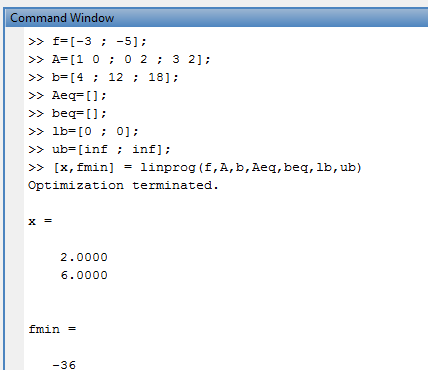 Command Window
>> f=[-3 ; -5];
>> A=[1 0 ; 0 2 ; 3 2];
>> b=[4 ; 12 ; 18];
>> Aeq=[];
>> beq=[];
>> lb=[0 ; 0];
>> ub=[inf ; inf];
>> [x,fmin] = linprog(f,A,b,Aeq,beq,lb,ub)
Optimization terminated.
x =
2.0000
6.0000
fmin =
-36